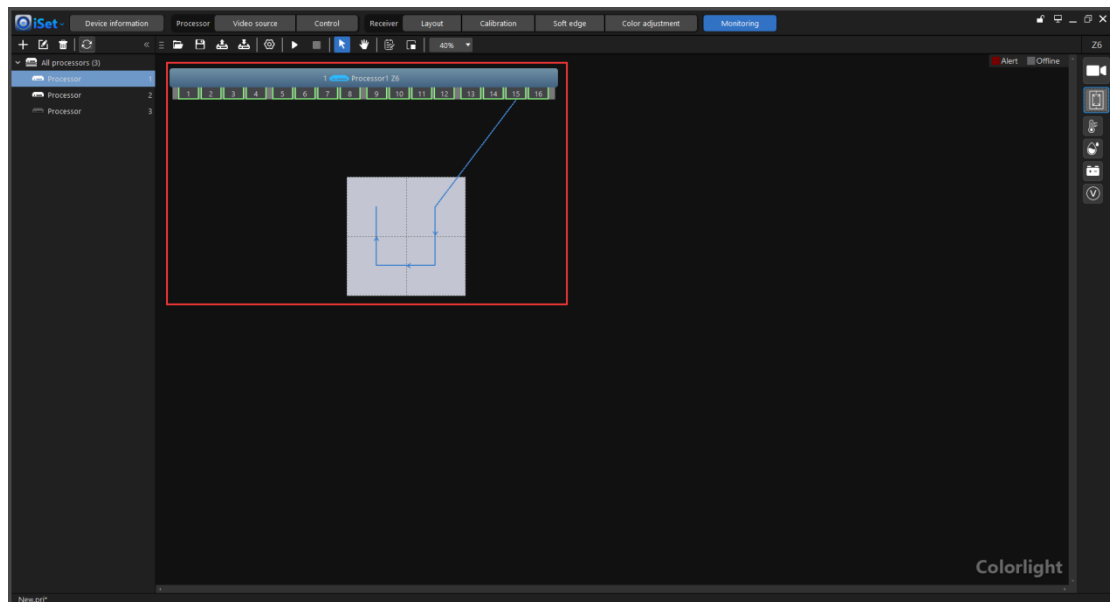 iSet Device information Processor Video source Control Receiver Layout Calibration Soft edge Color adjustment Monitoring
40% Z6
All processors (3) Alert Offline
Processor 1
Processor 2
Processor 3
1 Processor1 Z6
1 2 3 4 5 6 7 8 9 10 11 12 13 14 15 16
Colorlight
New.prj*